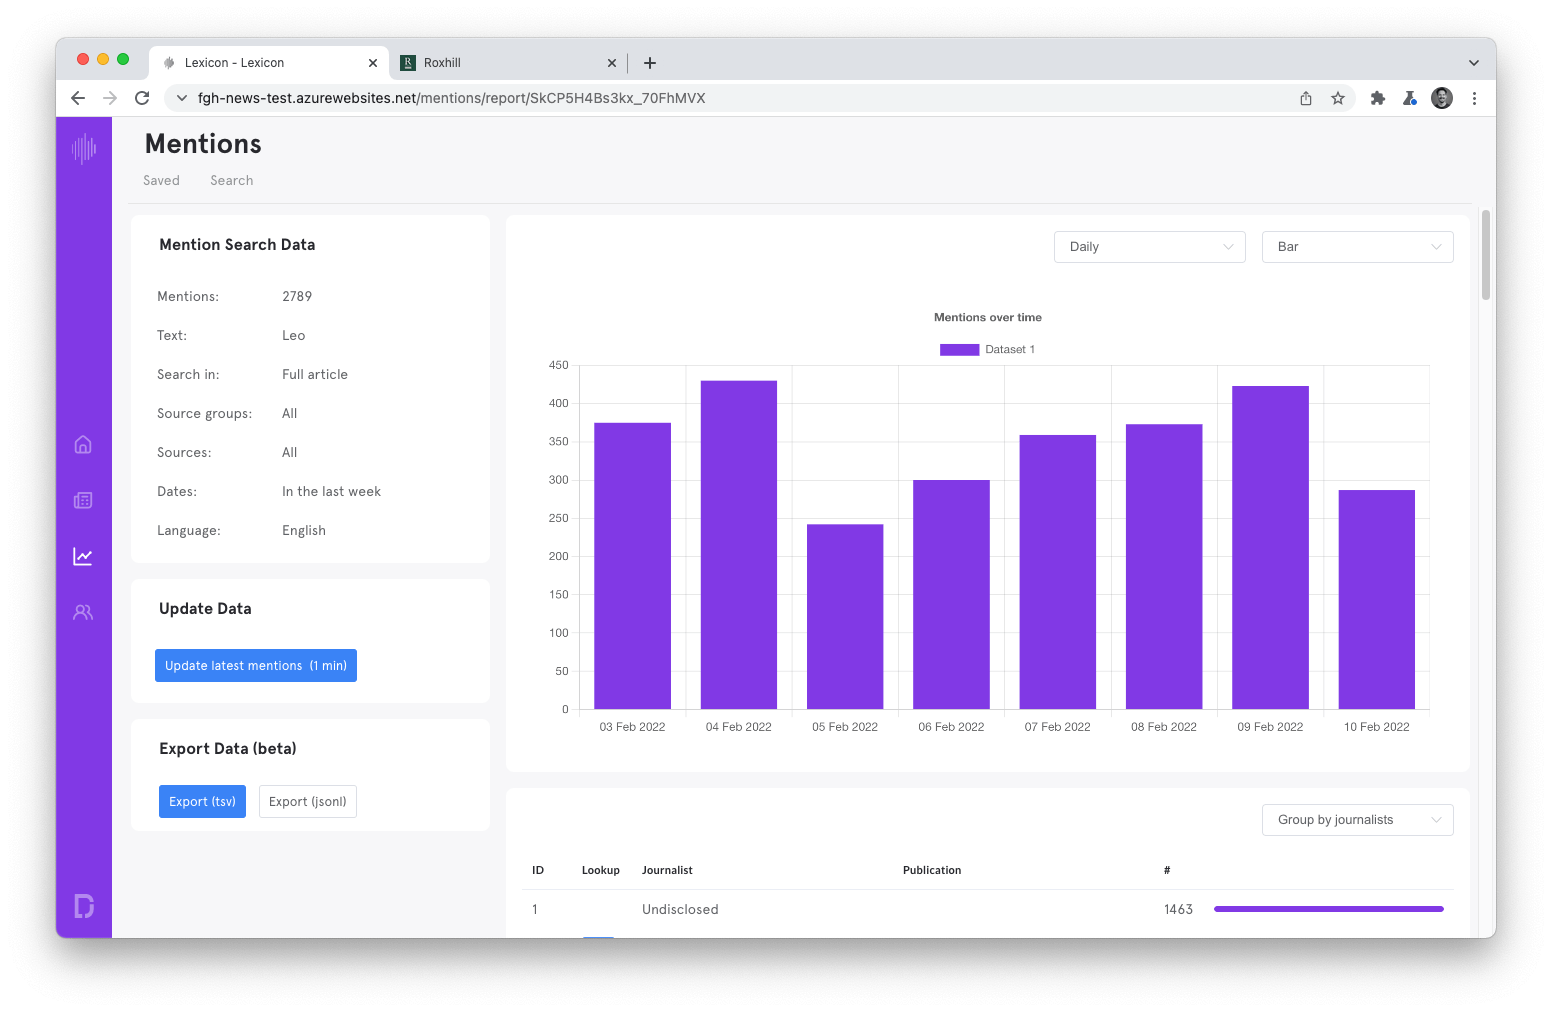 Lexicon - Lexicon
Roxhill
fgh-news-test.azurewebsites.net/mentions/report/SkCP5H4Bs3kx_70FhMVX
Mentions
Saved Search
Mention Search Data
Mentions: 2789
Text: Leo
Search in: Full article
Source groups: All
Sources: All
Dates: In the last week
Language: English
Update Data
Update latest mentions (1 min)
Export Data (beta)
Export (tsv) Export (jsonl)
Daily Bar
Mentions over time
Dataset 1
450
400
350
300
250
200
150
100
50
0
03 Feb 2022 04 Feb 2022 05 Feb 2022 06 Feb 2022 07 Feb 2022 08 Feb 2022 09 Feb 2022 10 Feb 2022
Group by journalists
ID Lookup Journalist Publication #
1 Undisclosed 1463